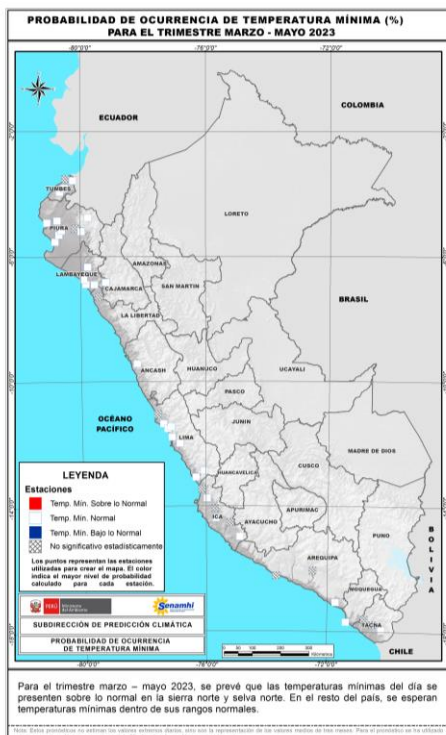 PROBABILIDAD DE OCURRENCIA DE TEMPERATURA MÍNIMA (%)
PARA EL TRIMESTRE MARZO - MAYO 2023
-80°0'0" -76°0'0" -72°0'0"
ECUADOR
COLOMBIA
TUMBES
LORETO
PIURA
AMAZONAS
LAMBAYEQUE
CAJAMARCA
SAN MARTIN
BRASIL
LA LIBERTAD
ANCASH
HUANUCO
UCAYALI
PASCO
OCÉANO
PACÍFICO
JUNIN
LIMA
MADRE DE DIOS
CUSCO
HUANCAVELICA
ICA
AYACUCHO
APURIMAC
PUNO
BOLIVIA
AREQUIPA
MOQUEGUA
TACNA
CHILE
LEYENDA
Estaciones
Temp. Min. Sobre lo Normal
Temp. Min. Normal
Temp. Min. Bajo lo Normal
No significativo estadísticamente
Los puntos representan las estaciones
utilizadas para crear el mapa. El color
indica el mayor nivel de probabilidad
calculado para cada estación.
PERÚ
Senamhi
SUBDIRECCIÓN DE PREDICCIÓN CLIMÁTICA
PROBABILIDAD DE OCURRENCIA
DE TEMPERATURA MÍNIMA
-80°0'0" -76°0'0" -72°0'0"
Para el trimestre marzo – mayo 2023, se prevé que las temperaturas mínimas del día se
presenten sobre lo normal en la sierra norte y selva norte. En el resto del país, se esperan
temperaturas mínimas dentro de sus rangos normales.